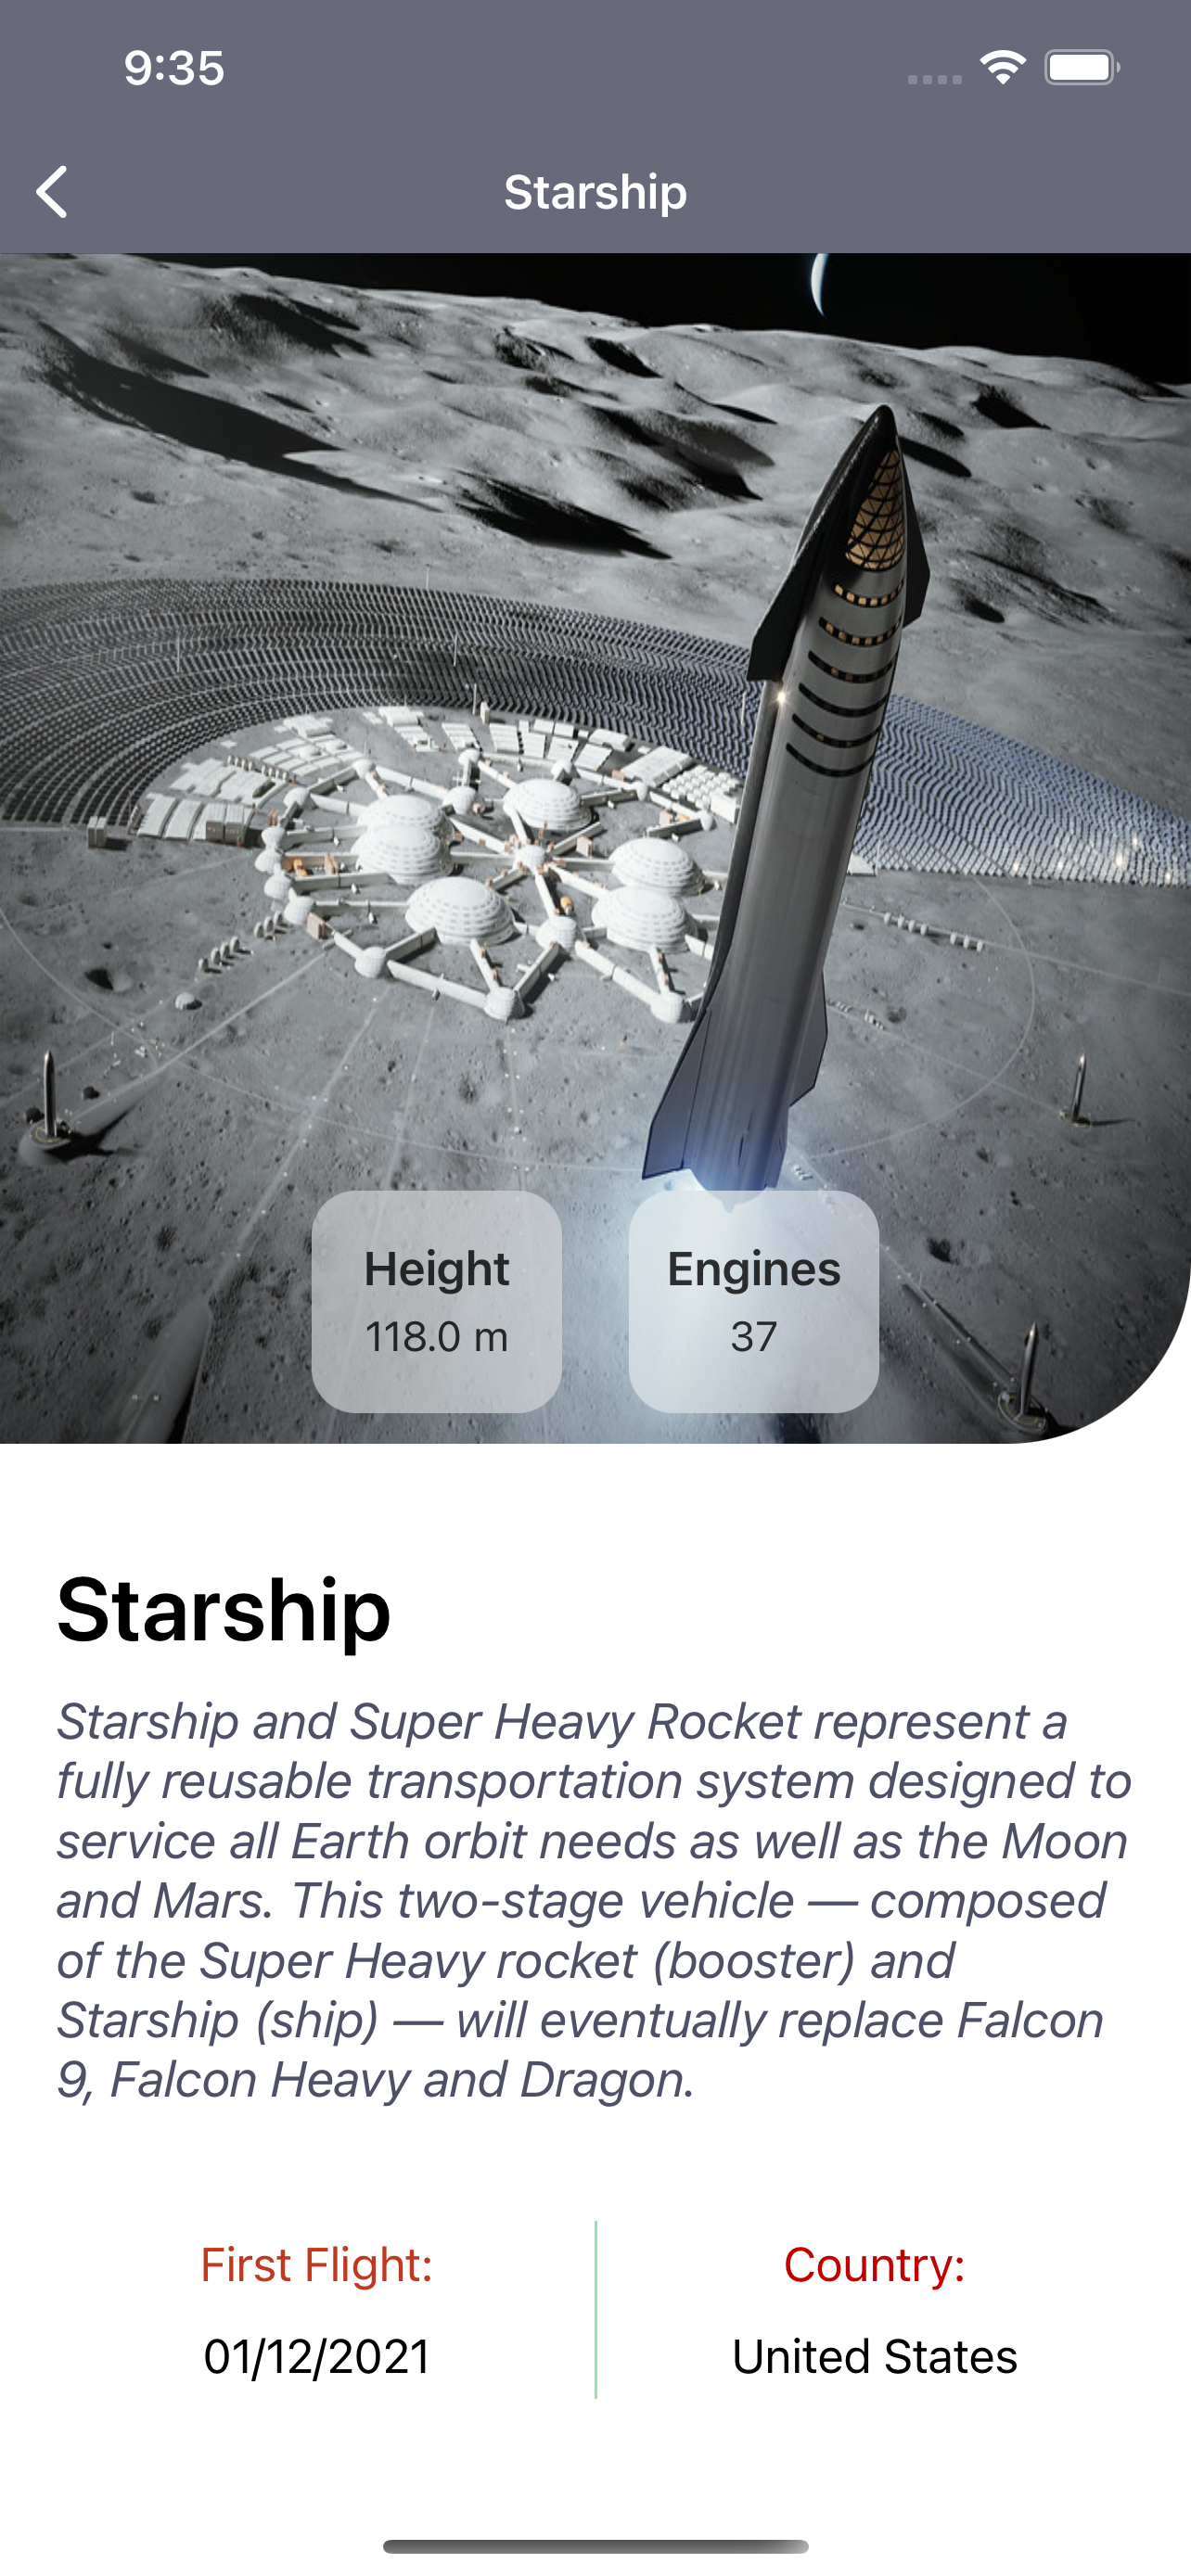 9:35
Starship
Height
118.0 m
Engines
37
Starship
Starship and Super Heavy Rocket represent a
fully reusable transportation system designed to
service all Earth orbit needs as well as the Moon
and Mars. This two-stage vehicle — composed
of the Super Heavy rocket (booster) and
Starship (ship) — will eventually replace Falcon
9, Falcon Heavy and Dragon.
First Flight:
01/12/2021
Country:
United States